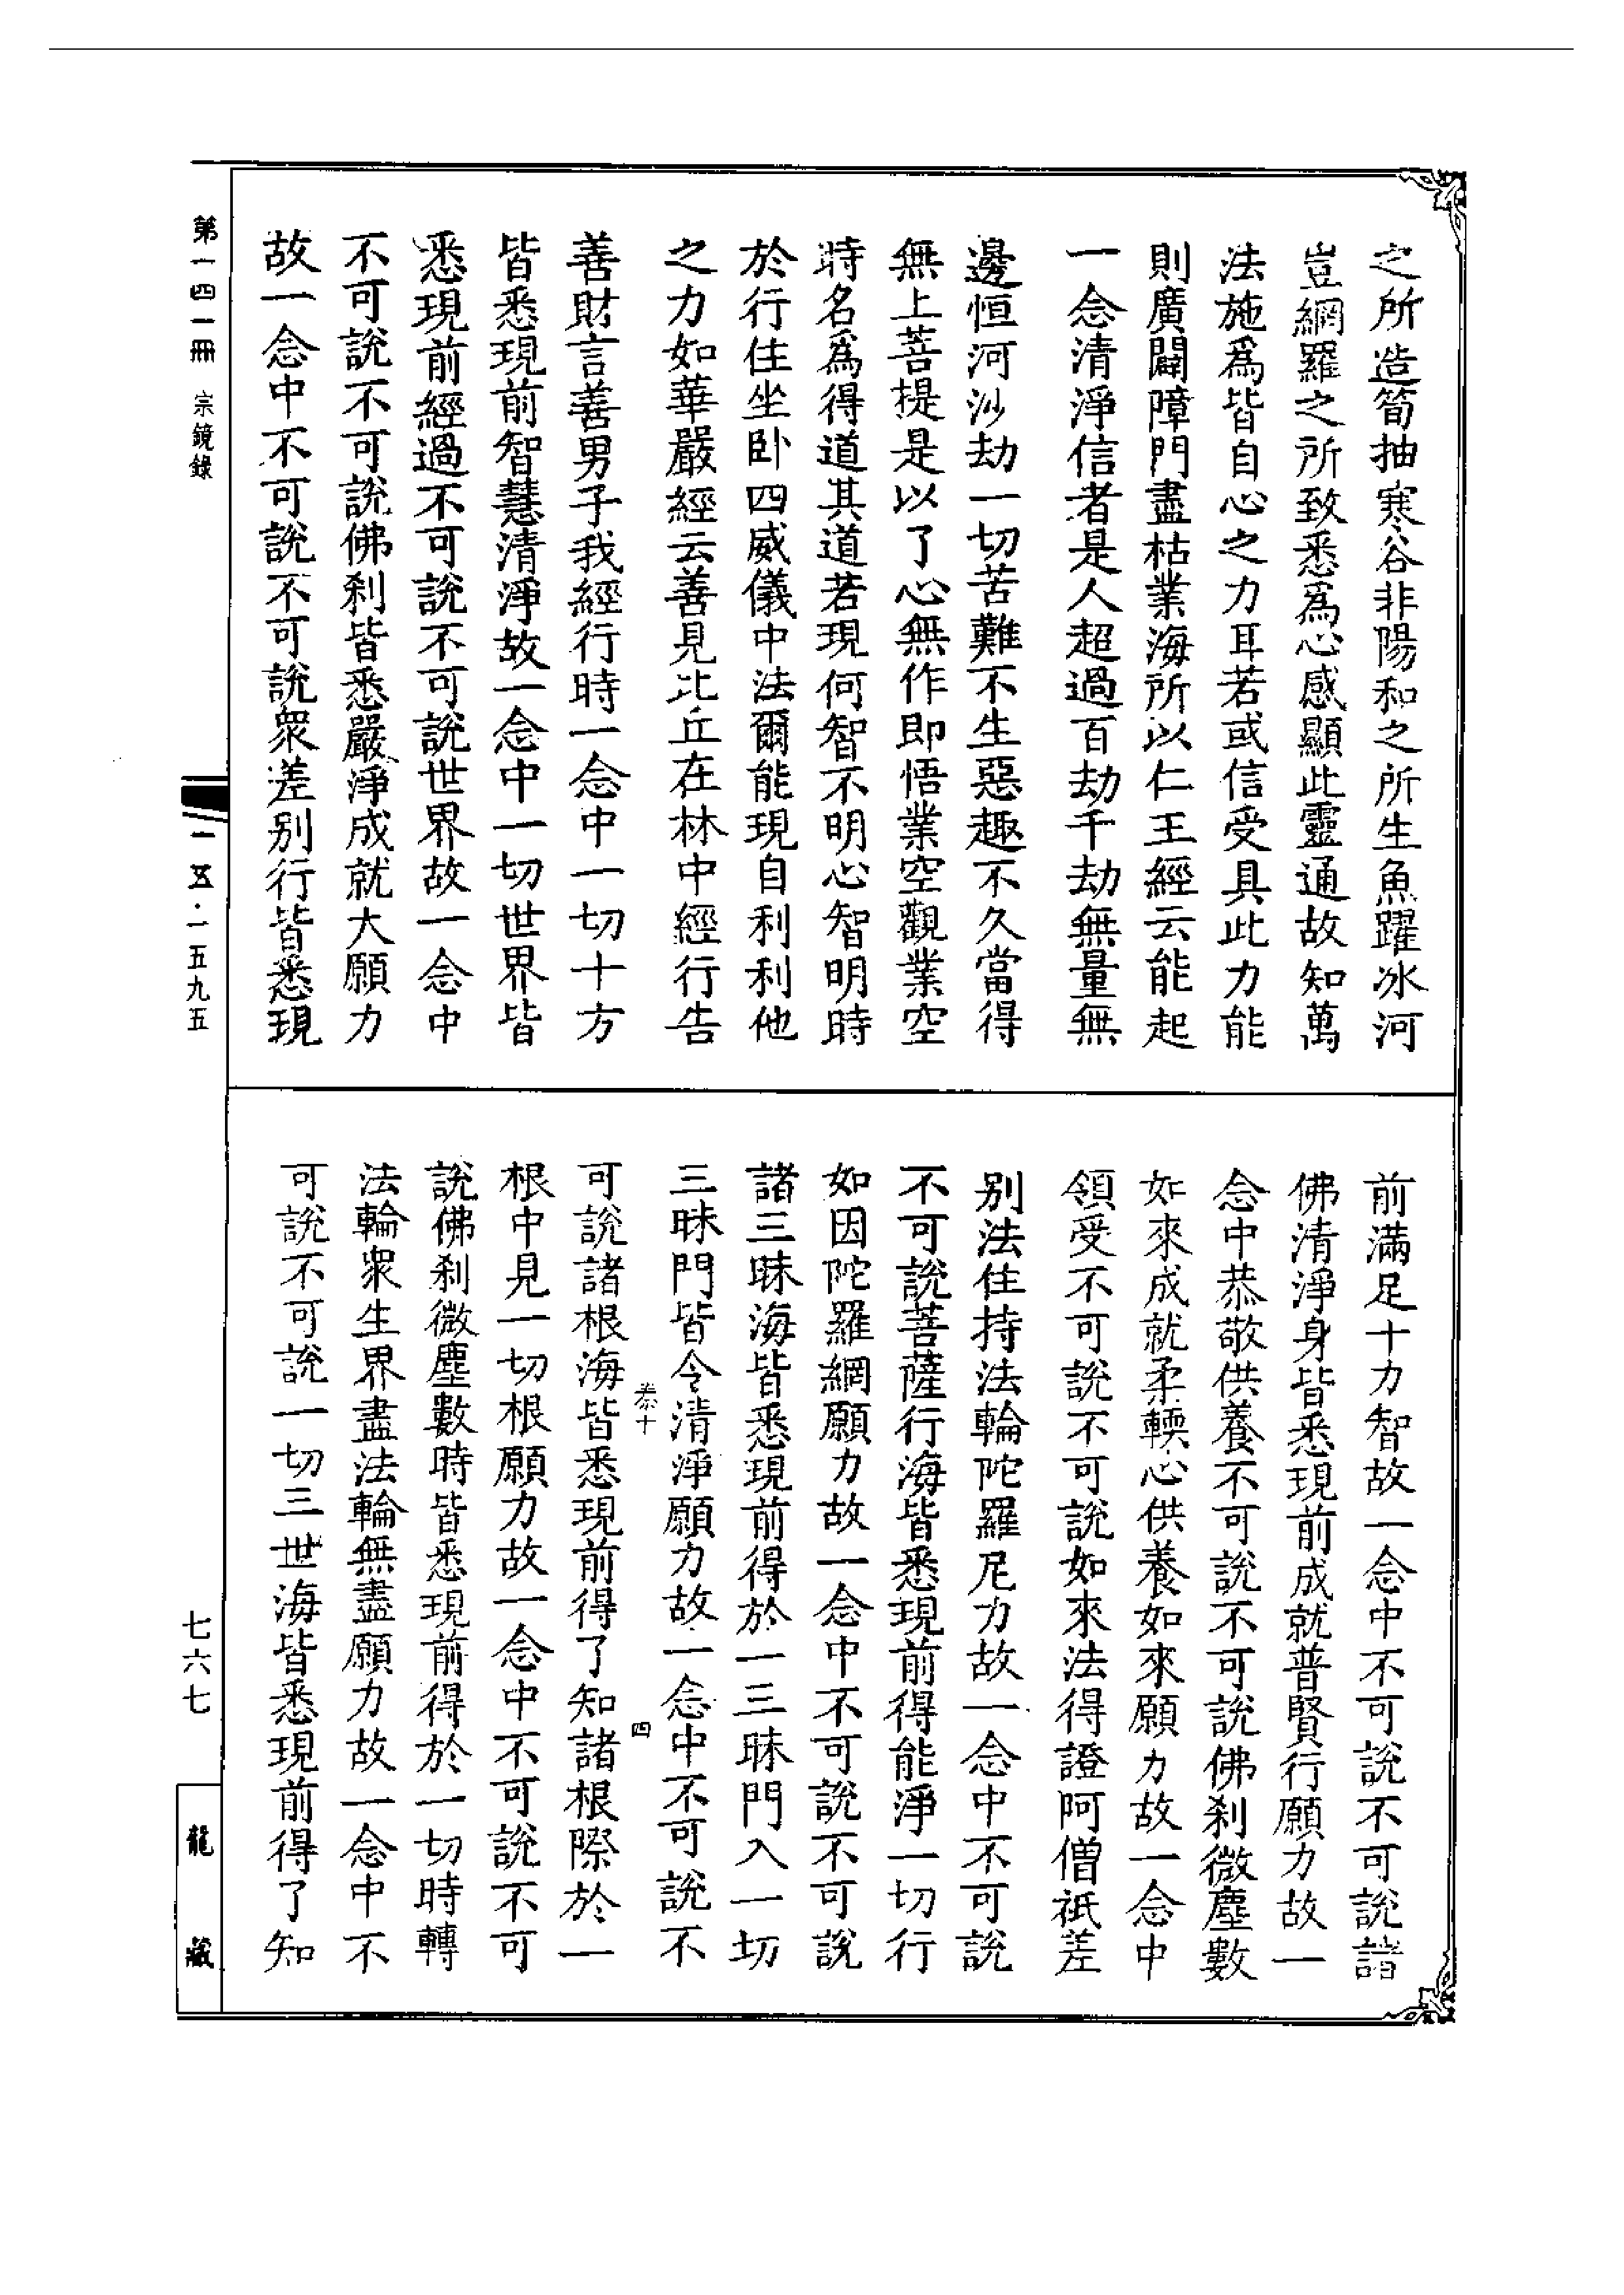 之所造筍抽寒谷非陽和之所生魚躍冰河
豈網羅之所致悉爲心感顯此靈通故知萬
法施爲皆自心之力耳若或信受具此力能
則廣闢障門盡枯業海所以仁王經云能起
一念清淨信者是人超過百劫千劫無量無
邊恒河沙劫一切苦難不生惡趣不久當得
無上菩提是以了心無作即悟業空觀業空
時名爲得道其道若現何智不明心智明時
於行住坐卧四威儀中法爾能現自利利他
之力如華嚴經云善見比丘在林中經行告
善財言善男子我經行時一念中一切十方
皆悉現前智慧清淨故一念中一切世界皆
悉現前經過不可說不可說世界故一念中
不可說不可說佛刹皆悉嚴淨成就大願力
故一念中不可說不可說衆差别行皆悉現
前滿足十力智故一念中不可說不可說諸
佛清淨身皆悉現前成就普賢行願力故一
念中恭敬供養不可說不可說佛刹微塵數
如來成就柔輭心供養如來願力故一念中
領受不可說不可說如來法得證阿僧祇差
别法住持法輪陀羅尼力故一念中不可說
不可說菩薩行海皆悉現前得能淨一切行
如因陀羅網願力故一念中不可說不可說
諸三昧海皆悉現前得於一三昧門入一切
三昧門皆令清淨願力故一念中不可說不
卷十 四
可說諸根海皆悉現前得了知諸根際於一
根中見一切根願力故一念中不可說不可
說佛刹微塵數時皆悉現前得於一切時轉
法輪衆生界盡法輪無盡願力故一念中不
可說不可說一切三世海皆悉現前得了知
第一四一冊 宗鏡錄
一五·一五九五
七六七
龍藏